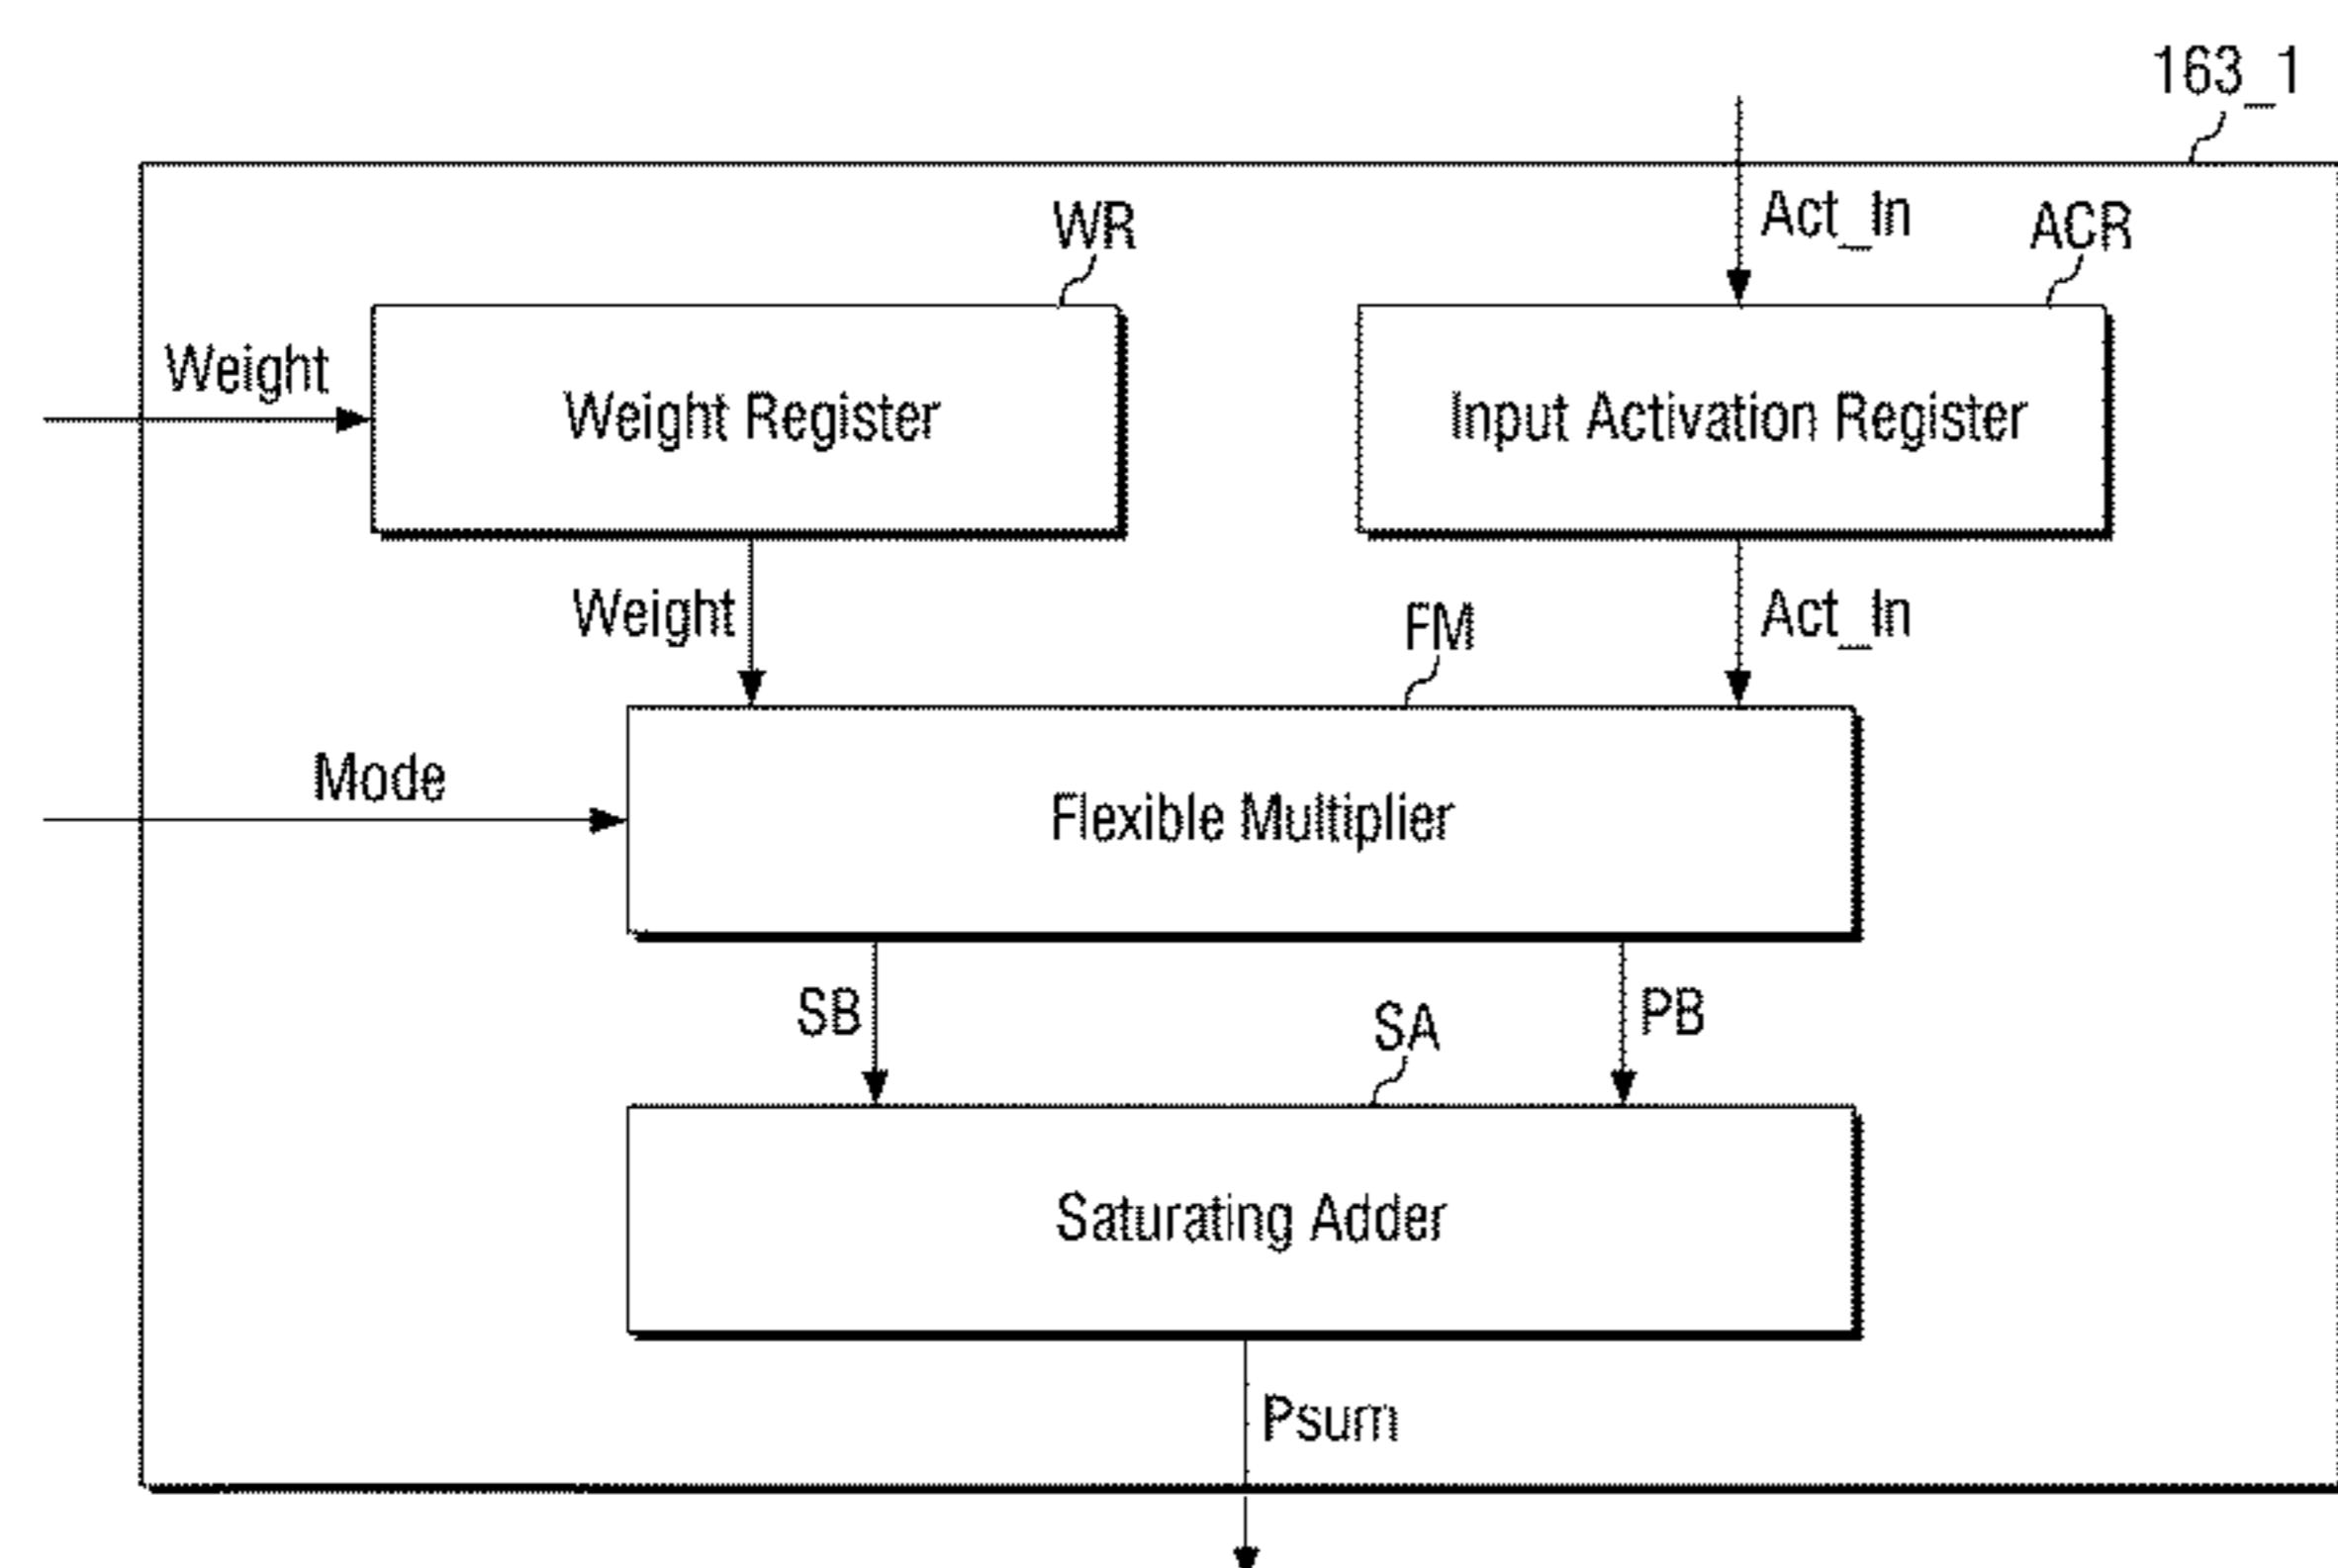 163_1
Act_In
WR
ACR
Weight
Weight Register
Input Activation Register
Weight
FM
Act_In
Mode
Flexible Multiplier
SB
SA
PB
Saturating Adder
Psum